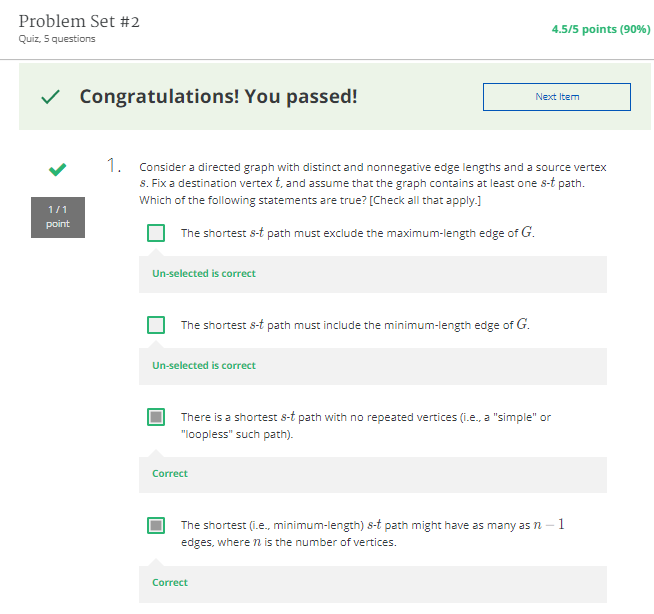 Problem Set #2
Quiz, 5 questions
4.5/5 points (90%)
Congratulations! You passed!
Next Item
1.
Consider a directed graph with distinct and nonnegative edge lengths and a source vertex
s. Fix a destination vertex t, and assume that the graph contains at least one s-t path.
Which of the following statements are true? [Check all that apply.]
1 / 1
point
The shortest s-t path must exclude the maximum-length edge of G.
Un-selected is correct
The shortest s-t path must include the minimum-length edge of G.
Un-selected is correct
There is a shortest s-t path with no repeated vertices (i.e., a "simple" or
"loopless" such path).
Correct
The shortest (i.e., minimum-length) s-t path might have as many as n − 1
edges, where n is the number of vertices.
Correct